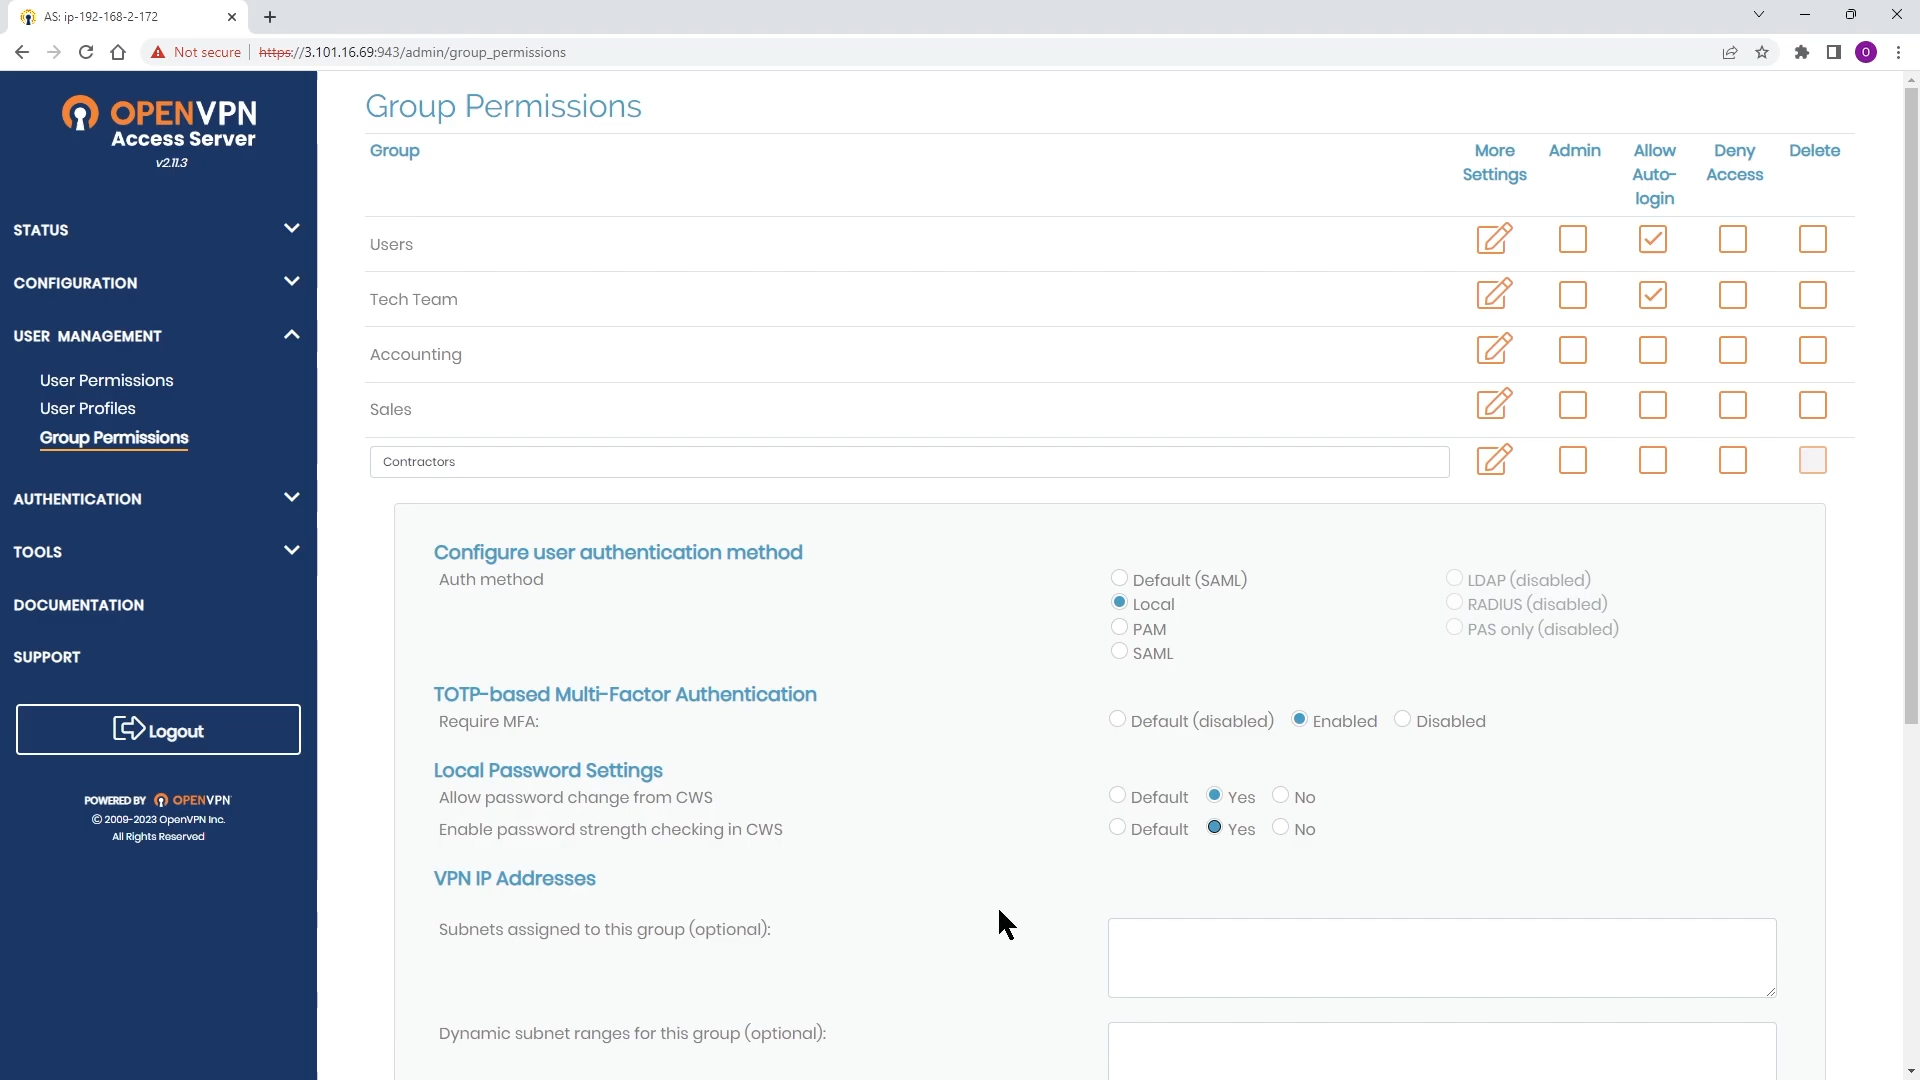 AS: ip-192-168-2-172
Not secure https://3.101.16.69:943/admin/group_permissions
O
OPENVPN
Access Server
v2.11.3
STATUS
CONFIGURATION
USER MANAGEMENT
User Permissions
User Profiles
Group Permissions
AUTHENTICATION
TOOLS
DOCUMENTATION
SUPPORT
Logout
POWERED BY OPENVPN
© 2009-2023 OpenVPN Inc.
All Rights Reserved
Group Permissions
Group
More
Settings
Admin
Allow
Auto-
login
Deny
Access
Delete
Users
Tech Team
Accounting
Sales
Contractors
Configure user authentication method
Auth method
Default (SAML)
Local
PAM
SAML
LDAP (disabled)
RADIUS (disabled)
PAS only (disabled)
TOTP-based Multi-Factor Authentication
Require MFA: Default (disabled) Enabled Disabled
Local Password Settings
Allow password change from CWS Default Yes No
Enable password strength checking in CWS Default Yes No
VPN IP Addresses
Subnets assigned to this group (optional):
Dynamic subnet ranges for this group (optional):